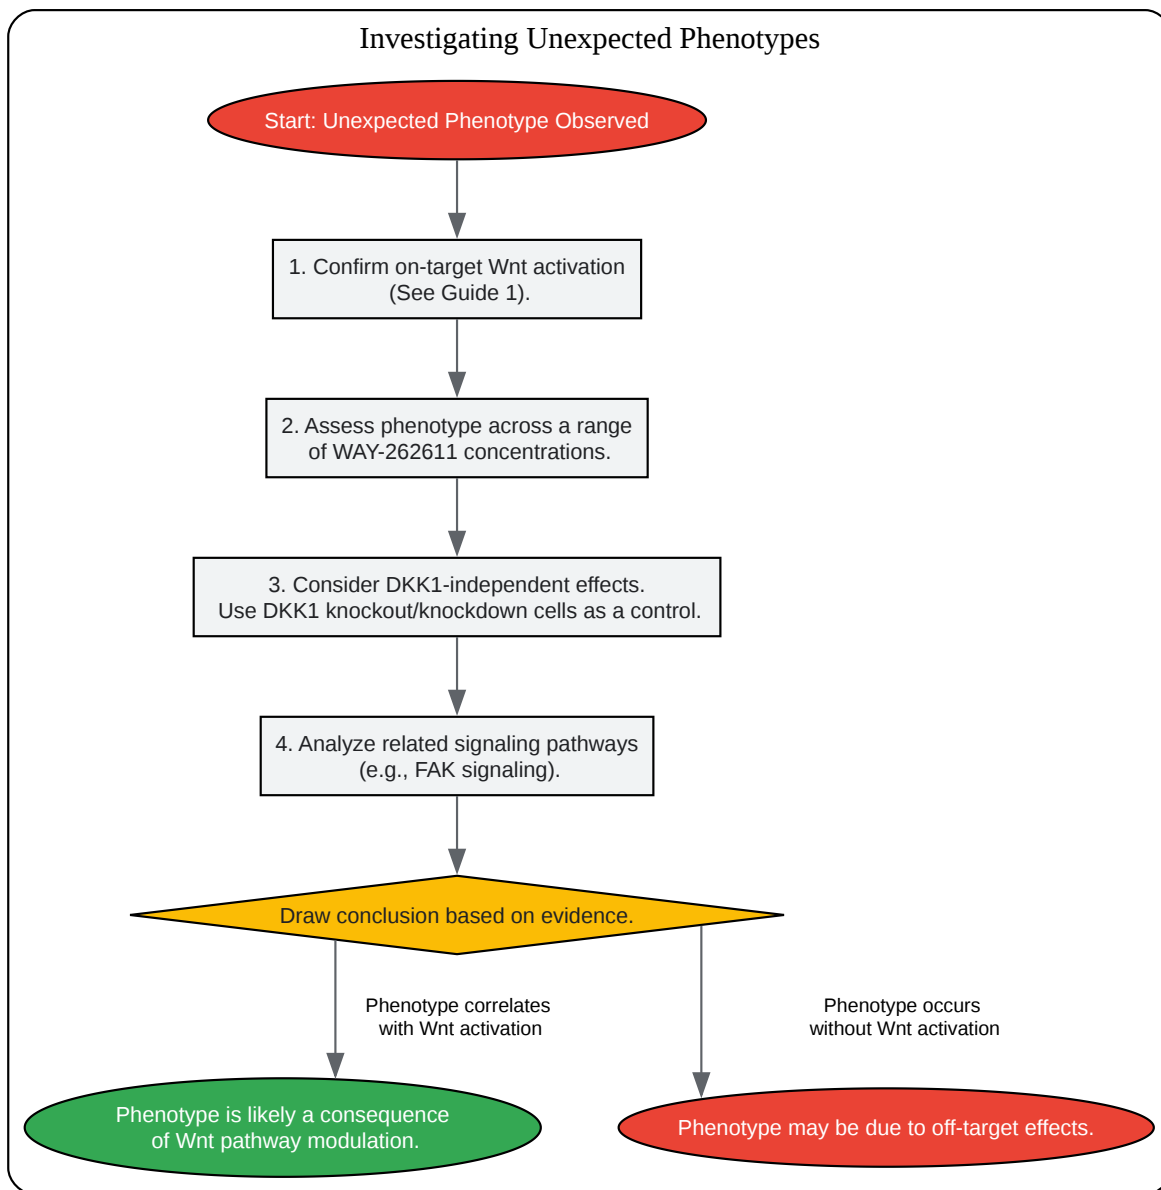 Investigating Unexpected Phenotypes
Start: Unexpected Phenotype Observed
1. Confirm on-target Wnt activation
(See Guide 1).
2. Assess phenotype across a range
of WAY-262611 concentrations.
3. Consider DKK1-independent effects.
Use DKK1 knockout/knockdown cells as a control.
4. Analyze related signaling pathways
(e.g., FAK signaling).
Draw conclusion based on evidence.
Phenotype correlates
with Wnt activation
Phenotype occurs
without Wnt activation
Phenotype is likely a consequence
of Wnt pathway modulation.
Phenotype may be due to off-target effects.